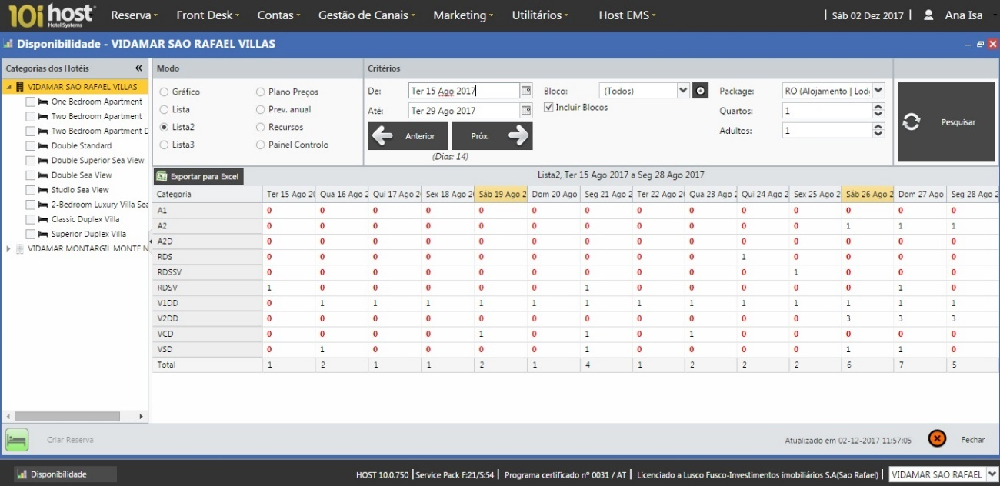 10i host Hotel Systems Reserva Front Desk Contas Gestão de Canais Marketing Utilitários Host EMS | Sáb 02 Dez 2017 | Ana Isa
Disponibilidade - VIDAMAR SAO RAFAEL VILLAS
Categorias dos Hotéis «
VIDAMAR SAO RAFAEL VILLAS
One Bedroom Apartment
Two Bedroom Apartment
Two Bedroom Apartment D
Double Standard
Double Superior Sea View
Double Sea View
Studio Sea View
2-Bedroom Luxury Villa Sea
Classic Duplex Villa
Superior Duplex Villa
VIDAMAR MONTARGIL MONTE N
Modo
Gráfico Plano Preços
Lista Prev. anual
Lista2 Recursos
Lista3 Painel Controlo
Critérios
De: Ter 15 Ago 2017 Bloco: (Todos) Package: RO (Alojamento | Lod
Até: Ter 29 Ago 2017 Incluir Blocos Quartos: 1
Anterior Próx. Adultos: 1
(Dias: 14)
Pesquisar
Exportar para Excel Lista2, Ter 15 Ago 2017 a Seg 28 Ago 2017
Categoria Ter 15 Ago 20 Qua 16 Ago 2 Qui 17 Ago 2 Sex 18 Ago 20 Sáb 19 Ago 2 Dom 20 Ago Seg 21 Ago 2 Ter 22 Ago 20 Qua 23 Ago 2 Qui 24 Ago 2 Sex 25 Ago 2 Sáb 26 Ago 2 Dom 27 Ago Seg 28 Ago 2
A1 0 0 0 0 0 0 0 0 0 0 0 0 0 0
A2 0 0 0 0 0 0 0 0 0 0 0 1 1 1
A2D 0 0 0 0 0 0 0 0 0 0 0 0 0 0
RDS 0 0 0 0 0 0 0 0 0 1 0 0 0 0
RDSSV 0 0 0 0 0 0 0 0 0 0 1 0 0 0
RDSV 1 0 0 0 0 0 1 0 0 0 0 0 1 0
V1DD 0 1 1 1 1 1 1 1 1 1 1 1 1 1
V2DD 0 0 0 0 0 0 0 0 0 0 0 3 3 3
VCD 0 0 0 0 1 0 1 0 1 0 0 0 0 0
VSD 0 1 0 0 0 0 1 0 0 0 0 1 1 0
Total 1 2 1 1 2 1 4 1 2 2 2 6 7 5
Criar Reserva Atualizado em 02-12-2017 11:57:05 Fechar
Disponibilidade HOST 10.0.750 | Service Pack F:21/S:54 | Programa certificado nº 0031 / AT | Licenciado a Lusco Fusco-Investimentos imobiliários S.A(Sao Rafael) | VIDAMAR SAO RAFAEL